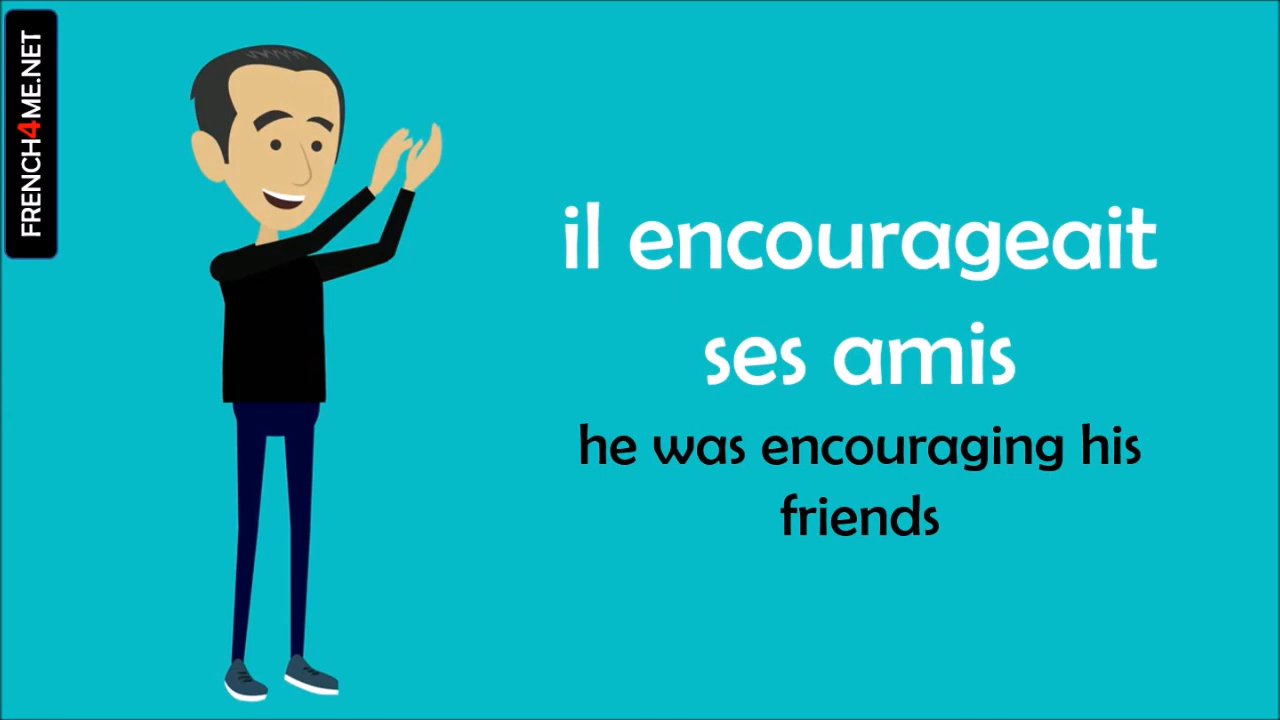 FRENCH4ME.NET
il encourageait
ses amis
he was encouraging his
friends